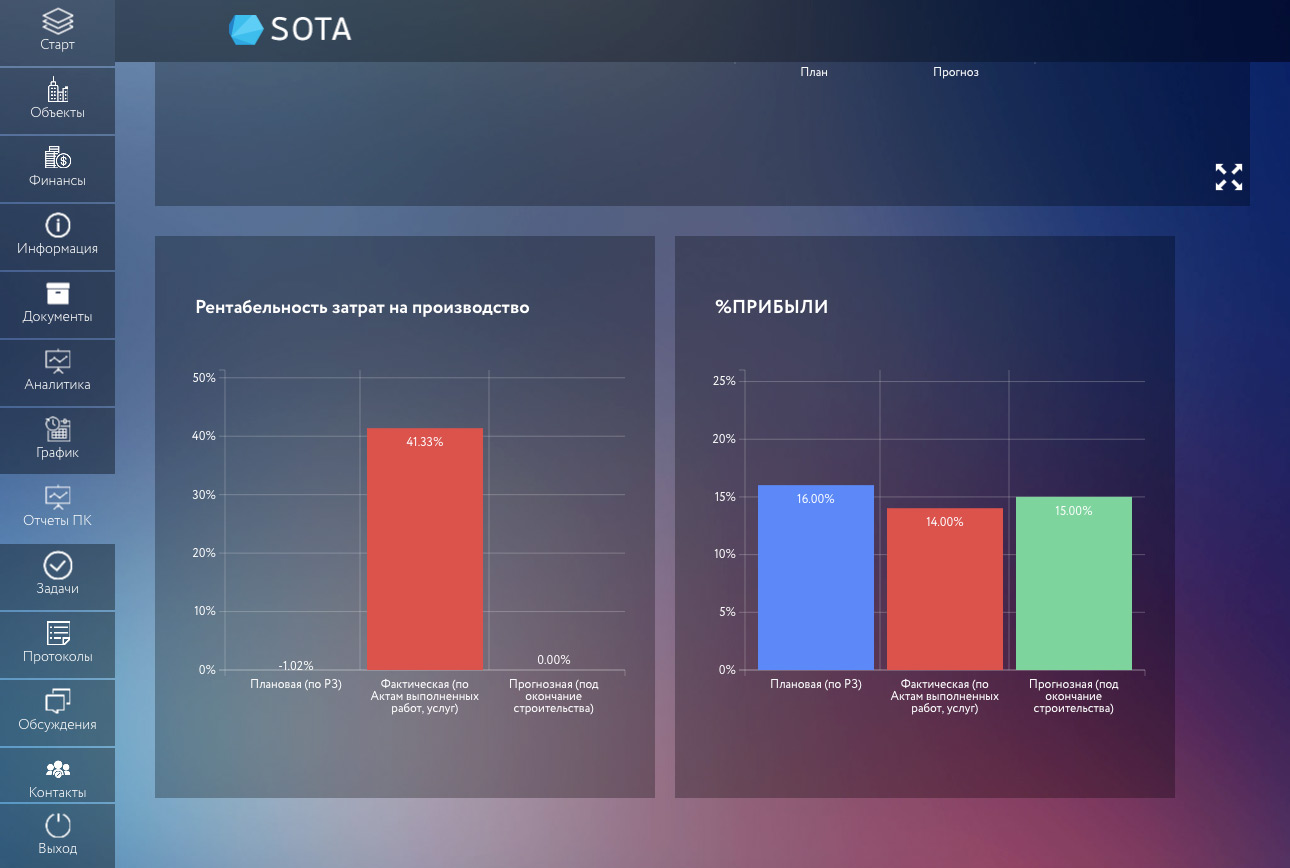 SOTA
Старт
Объекты
Финансы
Информация
Документы
Аналитика
График
Отчеты ПК
Задачи
Протоколы
Обсуждения
Контакты
Выход
План
Прогноз
Рентабельность затрат на производство
50%
40%
30%
20%
10%
0%
-1.02%
41.33%
0.00%
Плановая (по РЗ)
Фактическая (по
Актам выполненных
работ, услуг)
Прогнозная (под
окончание
строительства)
%ПРИБЫЛИ
25%
20%
15%
10%
5%
0%
16.00%
14.00%
15.00%
Плановая (по РЗ)
Фактическая (по
Актам выполненных
работ, услуг)
Прогнозная (под
окончание
строительства)